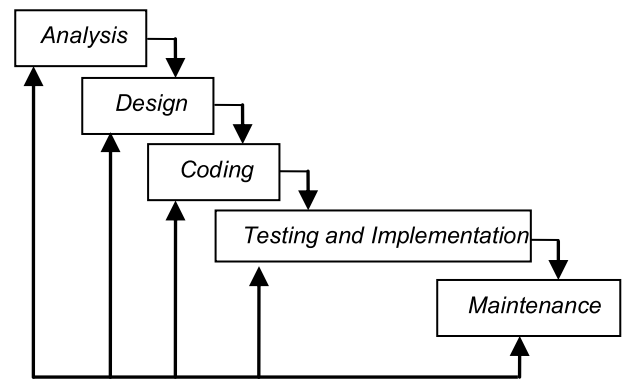 Analysis
Design
Coding
Testing and Implementation
Maintenance